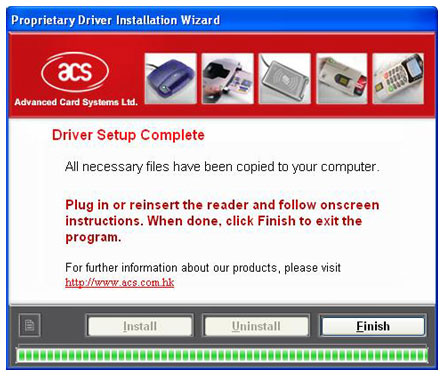 Proprietary Driver Installation Wizard
acs
Advanced Card Systems Ltd.
Driver Setup Complete
All necessary files have been copied to your computer.
Plug in or reinsert the reader and follow onscreen
instructions. When done, click Finish to exit the
program.
For further information about our products, please visit
http://www.acs.com.hk
Install
Uninstall
Finish